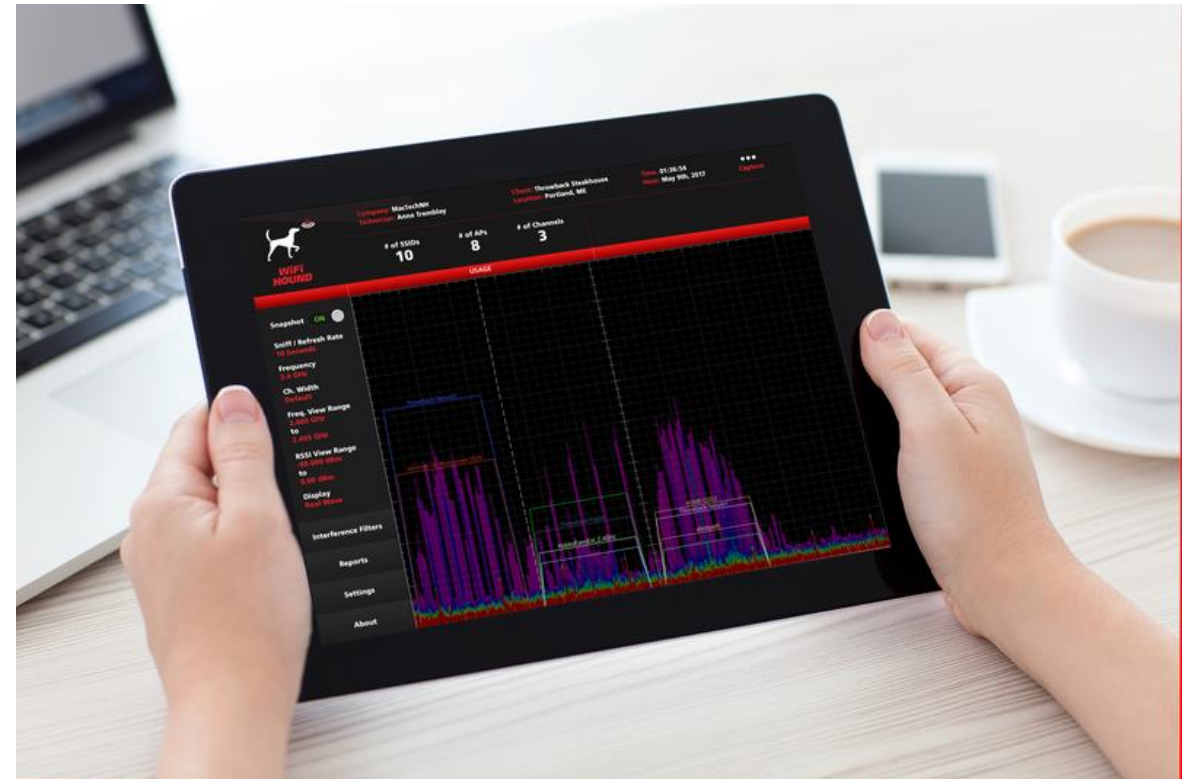 WiFi
HOUND
Company: MacTechNH
Technician: Anne Tremblay
Client: Throwback Steakhouse
Location: Portland, ME
Time: 01:26:54
May 9th, 2017
Capture
# of SSIDs
10
# of APs
8
# of Channels
3
USAGE
Snapshot ON
Sniff / Refresh Rate
10 Seconds
Frequency
2.4 GHz
Ch. Width
Default
Freq. View Range
to
RSSI View Range
to
0.00 dBm
Display
Real Wave
Interference Filters
Reports
Settings
About